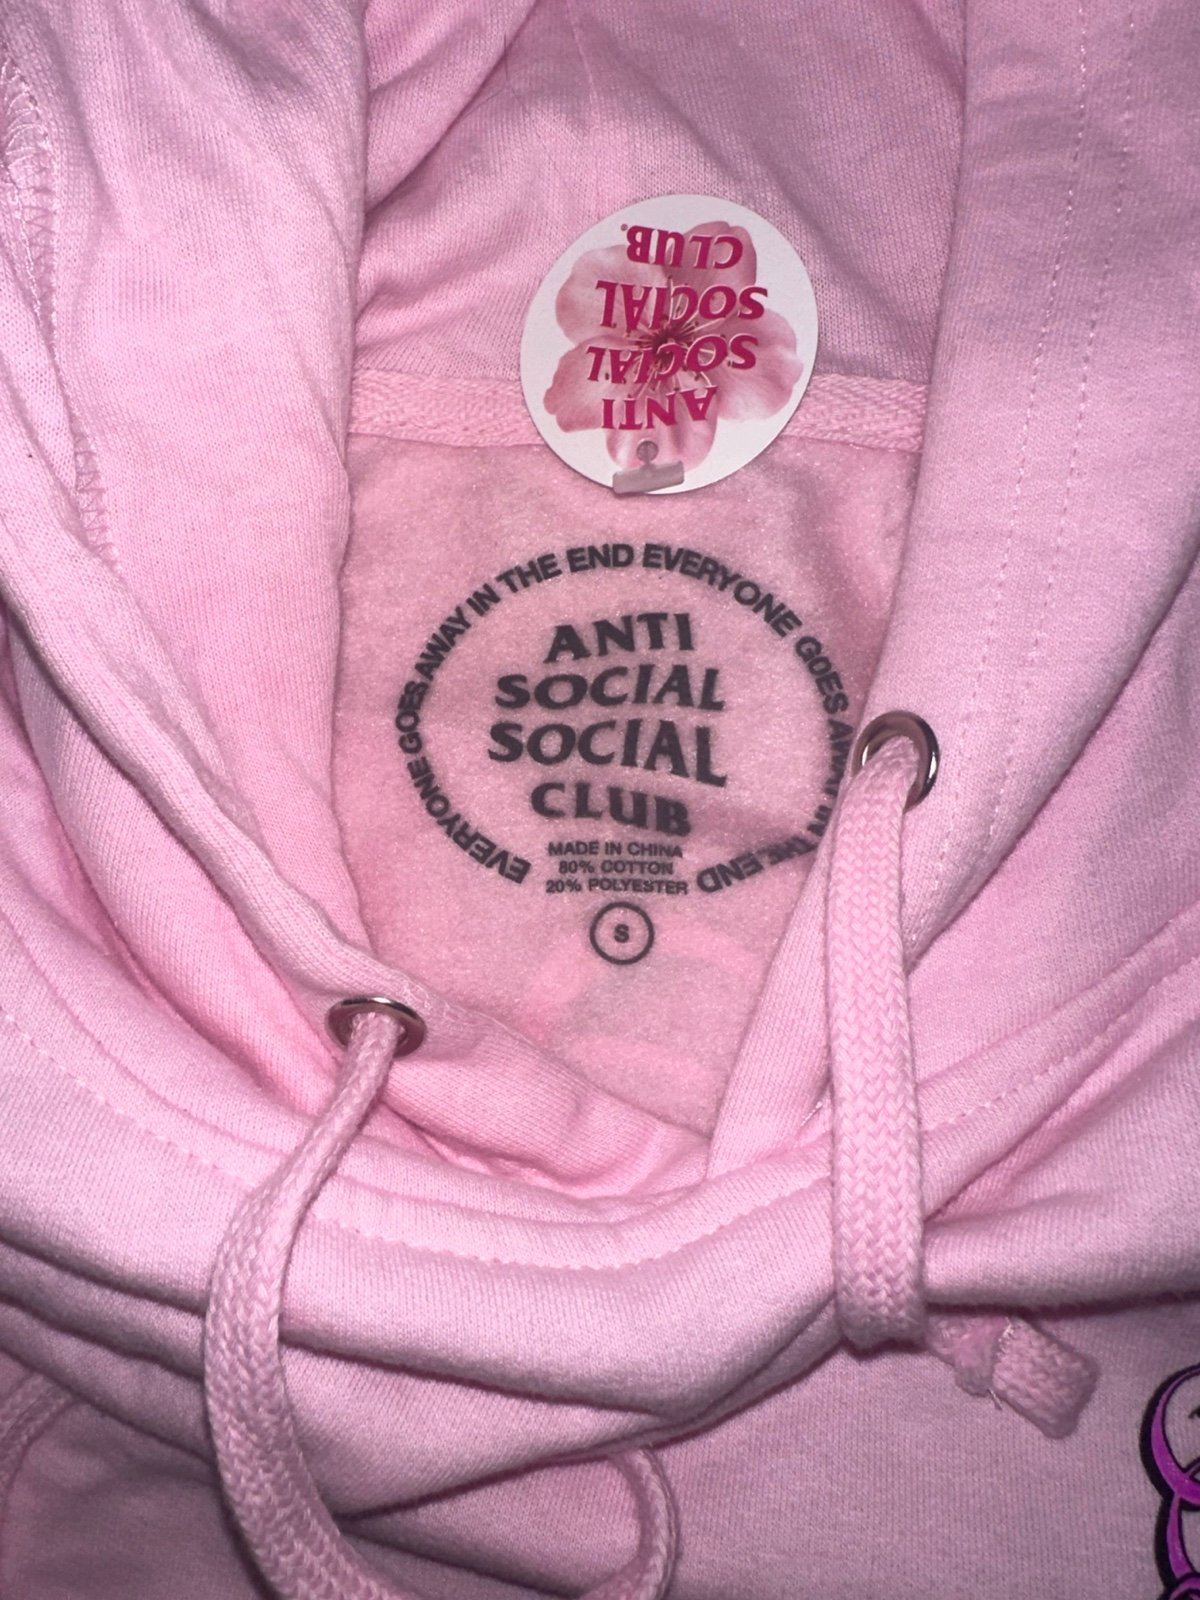 ANTI
SOCIAL
SOCIAL
CLUB®
EVERYONE GOES AWAY IN THE END EVERYONE GOES AWAY IN THE END
ANTI
SOCIAL
SOCIAL
CLUB
MADE IN CHINA
80% COTTON
20% POLYESTER
S